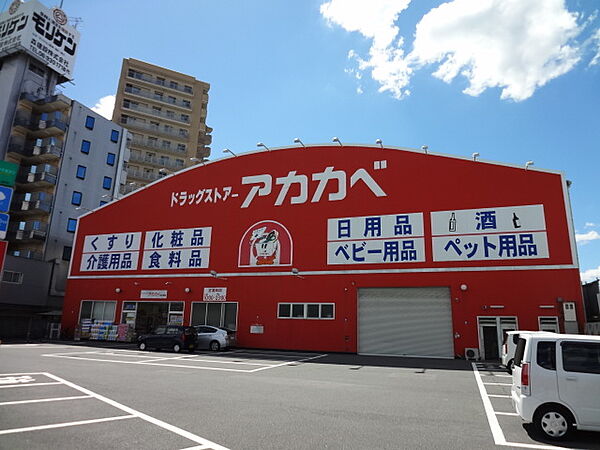 モリゲン
ドラッグストアー アカカベ
くすり
化粧品
介護用品
食料品
日用品
ベビー用品
酒
ペット用品